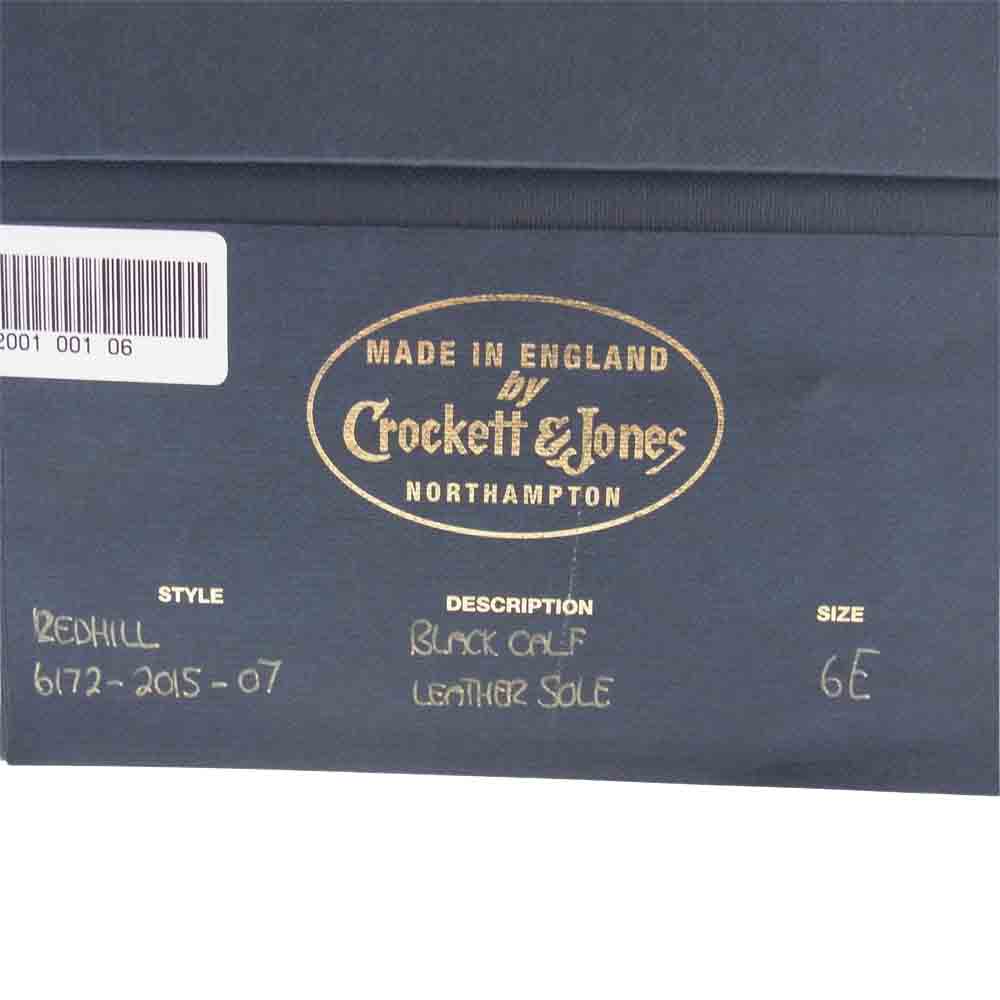 2001 001 06
MADE IN ENGLAND
by
Crockett & Jones
NORTHAMPTON
STYLE
REDHILL
6172-2015-07
DESCRIPTION
BLACK CALF
LEATHER SOLE
SIZE
6E